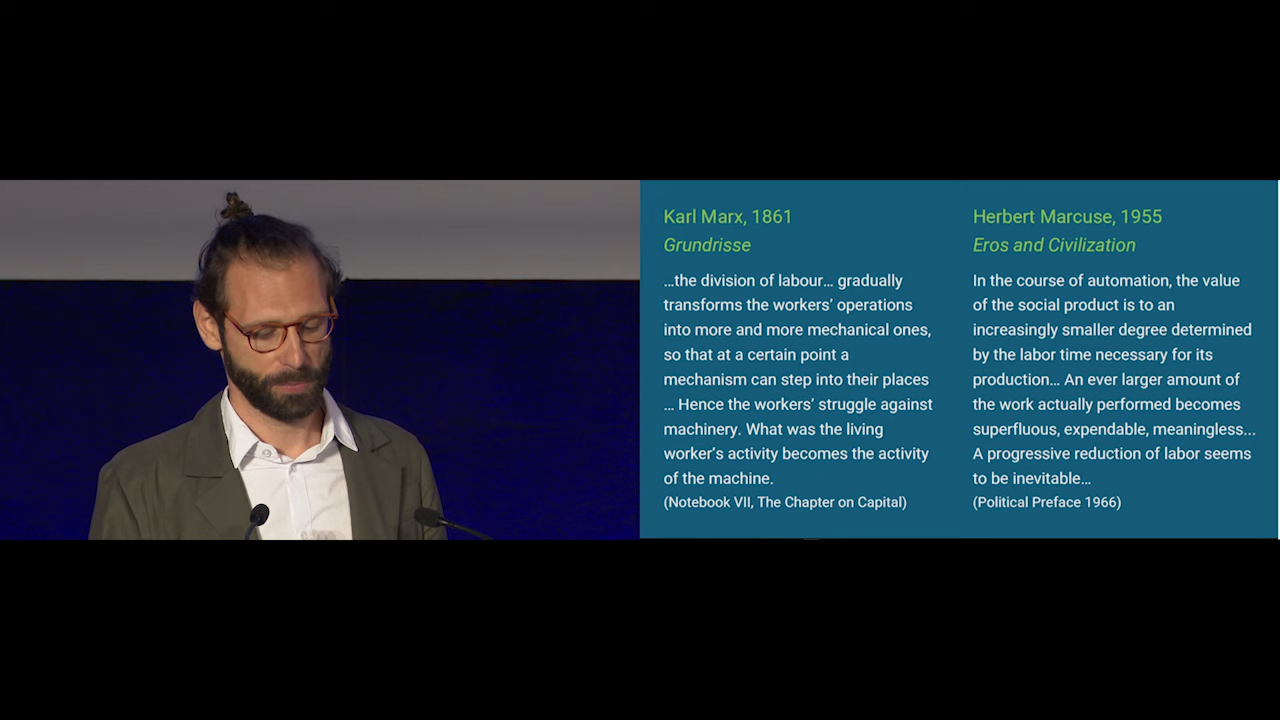 Karl Marx, 1861
Grundrisse
…the division of labour… gradually
transforms the workers’ operations
into more and more mechanical ones,
so that at a certain point a
mechanism can step into their places
… Hence the workers’ struggle against
machinery. What was the living
worker’s activity becomes the activity
of the machine.
(Notebook VII, The Chapter on Capital)
Herbert Marcuse, 1955
Eros and Civilization
In the course of automation, the value
of the social product is to an
increasingly smaller degree determined
by the labor time necessary for its
production… An ever larger amount of
the work actually performed becomes
superfluous, expendable, meaningless...
A progressive reduction of labor seems
to be inevitable…
(Political Preface 1966)